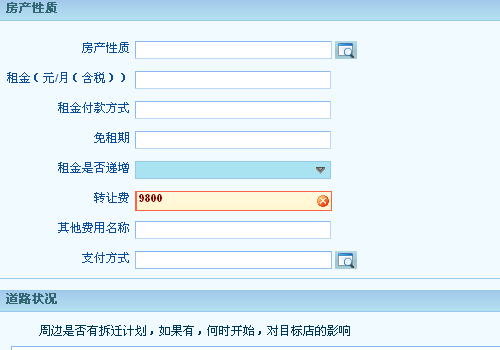 房产性质
房产性质
租金（元/月（含税））
租金付款方式
免租期
租金是否递增
转让费 9800
其他费用名称
支付方式
道路状况
周边是否有拆迁计划，如果有，何时开始，对目标店的影响